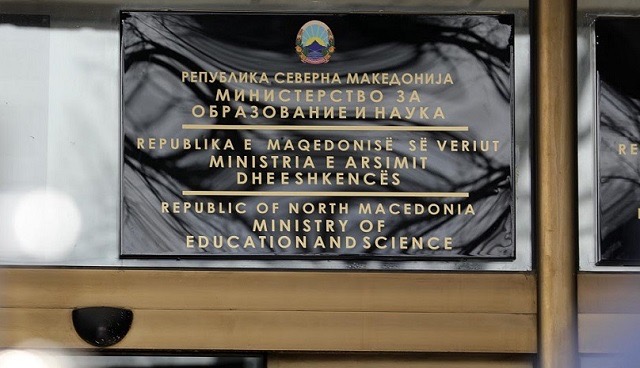 РЕПУБЛИКА СЕВЕРНА МАКЕДОНИЈА
МИНИСТЕРСТВО ЗА
ОБРАЗОВАНИЕ И НАУКА
REPUBLIKA E MAQEDONISË SË VERIUT
MINISTRIA E ARSIMIT
DHE ESHKENCËS
REPUBLIC OF NORTH MACEDONIA
MINISTRY OF
EDUCATION AND SCIENCE